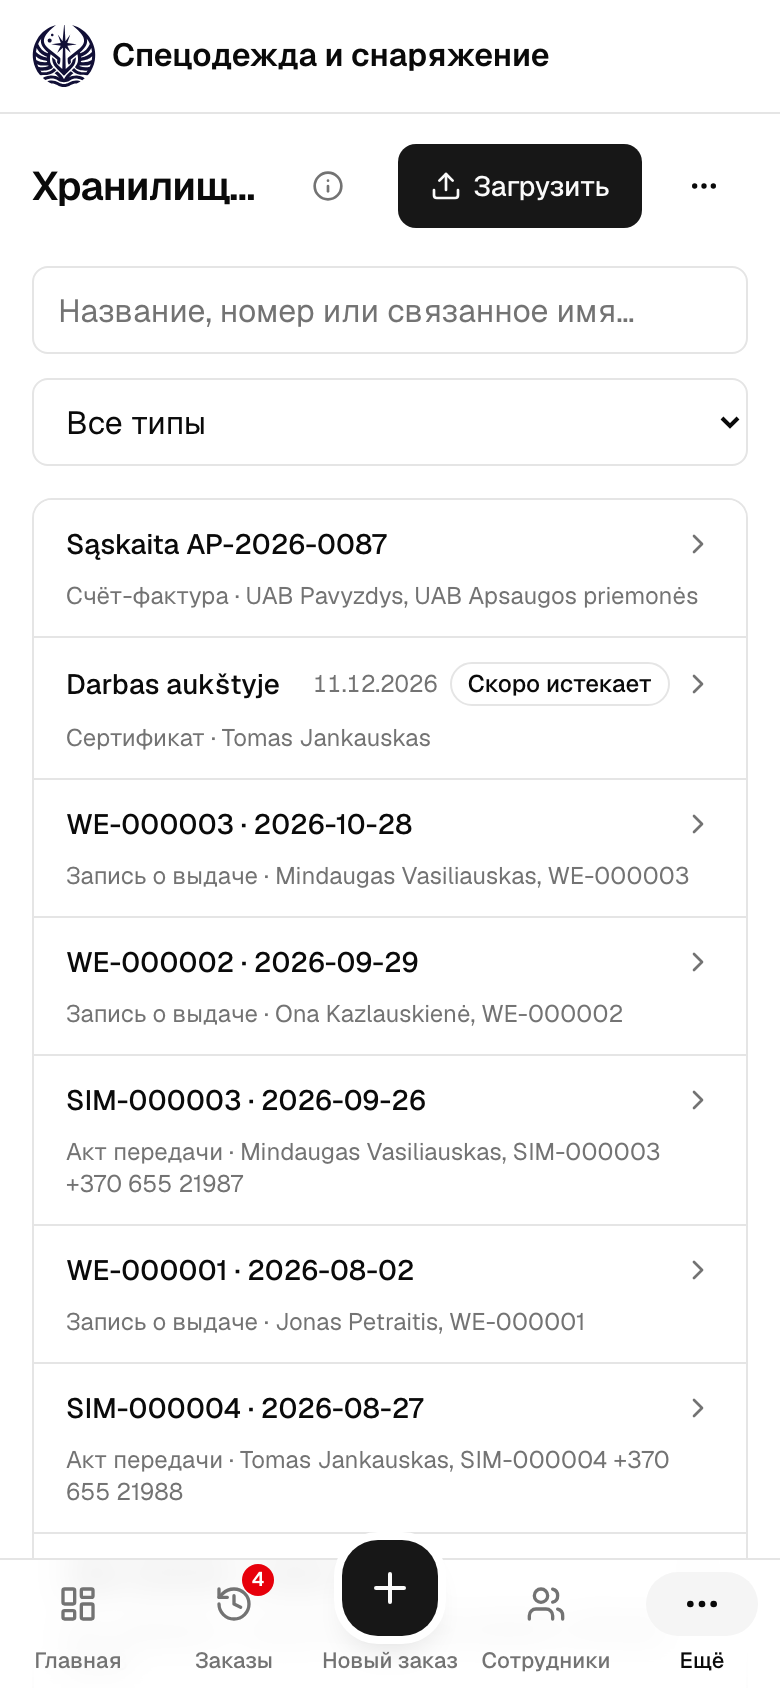 Спецодежда и снаряжение
Хранилищ...
Загрузить
Название, номер или связанное имя...
Все типы
Sąskaita AP-2026-0087
Счёт-фактура · UAB Pavyzdys, UAB Apsaugos priemonės
Darbas aukštyje 11.12.2026 Скоро истекает
Сертификат · Tomas Jankauskas
WE-000003 · 2026-10-28
Запись о выдаче · Mindaugas Vasiliauskas, WE-000003
WE-000002 · 2026-09-29
Запись о выдаче · Ona Kazlauskienė, WE-000002
SIM-000003 · 2026-09-26
Акт передачи · Mindaugas Vasiliauskas, SIM-000003
+370 655 21987
WE-000001 · 2026-08-02
Запись о выдаче · Jonas Petraitis, WE-000001
SIM-000004 · 2026-08-27
Акт передачи · Tomas Jankauskas, SIM-000004 +370
655 21988
4
Главная
Заказы
Новый заказ
Сотрудники
Ещё